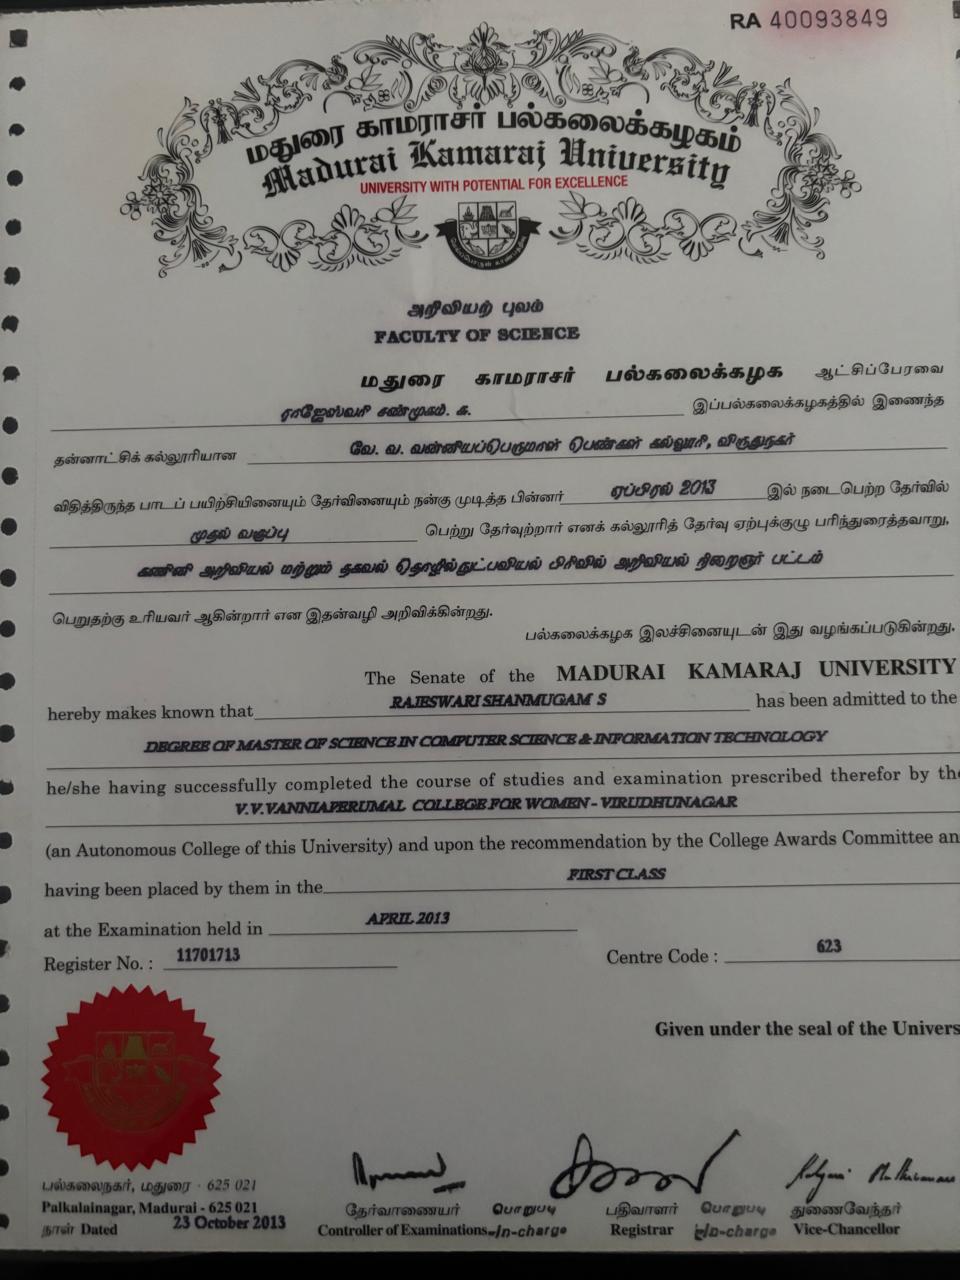 RA 40093849
மதுரை காமராசர் பல்கலைக்கழகம்
Madurai Kamaraj University
UNIVERSITY WITH POTENTIAL FOR EXCELLENCE
அறிவியற் புலம்
FACULTY OF SCIENCE
மதுரை காமராசர் பல்கலைக்கழக ஆட்சிப்பேரவை
ராஜேஸ்வரி சண்முகம். ச. இப்பல்கலைக்கழகத்தில் இணைந்த
தன்னாட்சிக் கல்லூரியான வே. வ. வன்னியப்பெருமாள் பெண்கள் கல்லூரி, விருதுநகர்
விதித்திருந்த பாடப் பயிற்சியினையும் தேர்வினையும் நன்கு முடித்த பின்னர் ஏப்பிரல் 2013 இல் நடைபெற்ற தேர்வில்
முதல் வகுப்பு பெற்று தேர்வுற்றார் எனக் கல்லூரித் தேர்வு ஏற்புக்குழு பரிந்துரைத்தவாறு,
கணினி அறிவியல் மற்றும் தகவல் தொழில்நுட்பவியல் பிரிவில் அறிவியல் நிறைஞர் பட்டம்
பெறுதற்கு உரியவர் ஆகின்றார் என இதன்வழி அறிவிக்கின்றது.
பல்கலைக்கழக இலச்சினையுடன் இது வழங்கப்படுகின்றது.
The Senate of the MADURAI KAMARAJ UNIVERSITY
hereby makes known that RAJESWARI SHANMUGAM S has been admitted to the
DEGREE OF MASTER OF SCIENCE IN COMPUTER SCIENCE & INFORMATION TECHNOLOGY
he/she having successfully completed the course of studies and examination prescribed therefor by the
V.V.VANNIAPERUMAL COLLEGE FOR WOMEN - VIRUDHUNAGAR
(an Autonomous College of this University) and upon the recommendation by the College Awards Committee an
having been placed by them in the FIRST CLASS
at the Examination held in APRIL 2013
Register No. : 11701713 Centre Code : 623
Given under the seal of the Univers
பல்கலைநகர், மதுரை - 625 021
Palkalainagar, Madurai - 625 021
நாள் Dated 23 October 2013
தேர்வாணையர் பொறுப்பு பதிவாளர் பொறுப்பு துணைவேந்தர்
Controller of Examinations-In-charge Registrar In-charge Vice-Chancellor